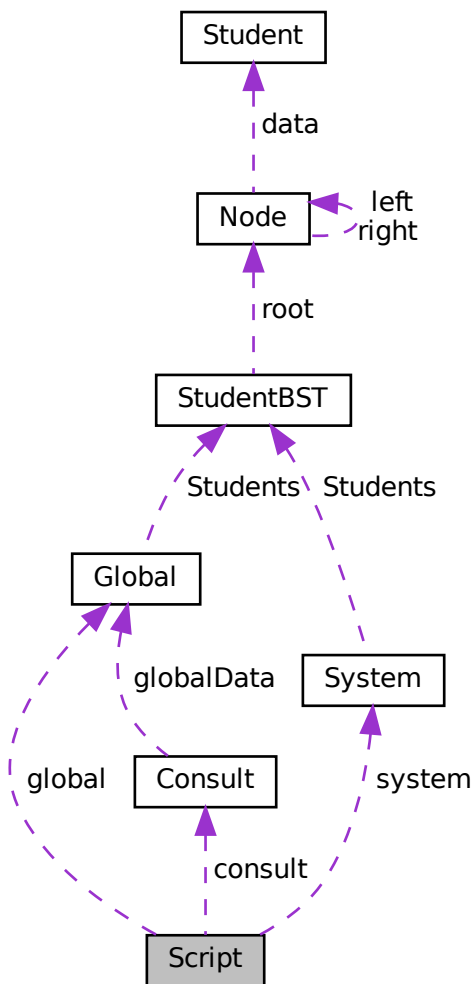 Student
data
Node
left
right
root
StudentBST
Students
Students
Global
System
globalData
global
Consult
system
consult
Script